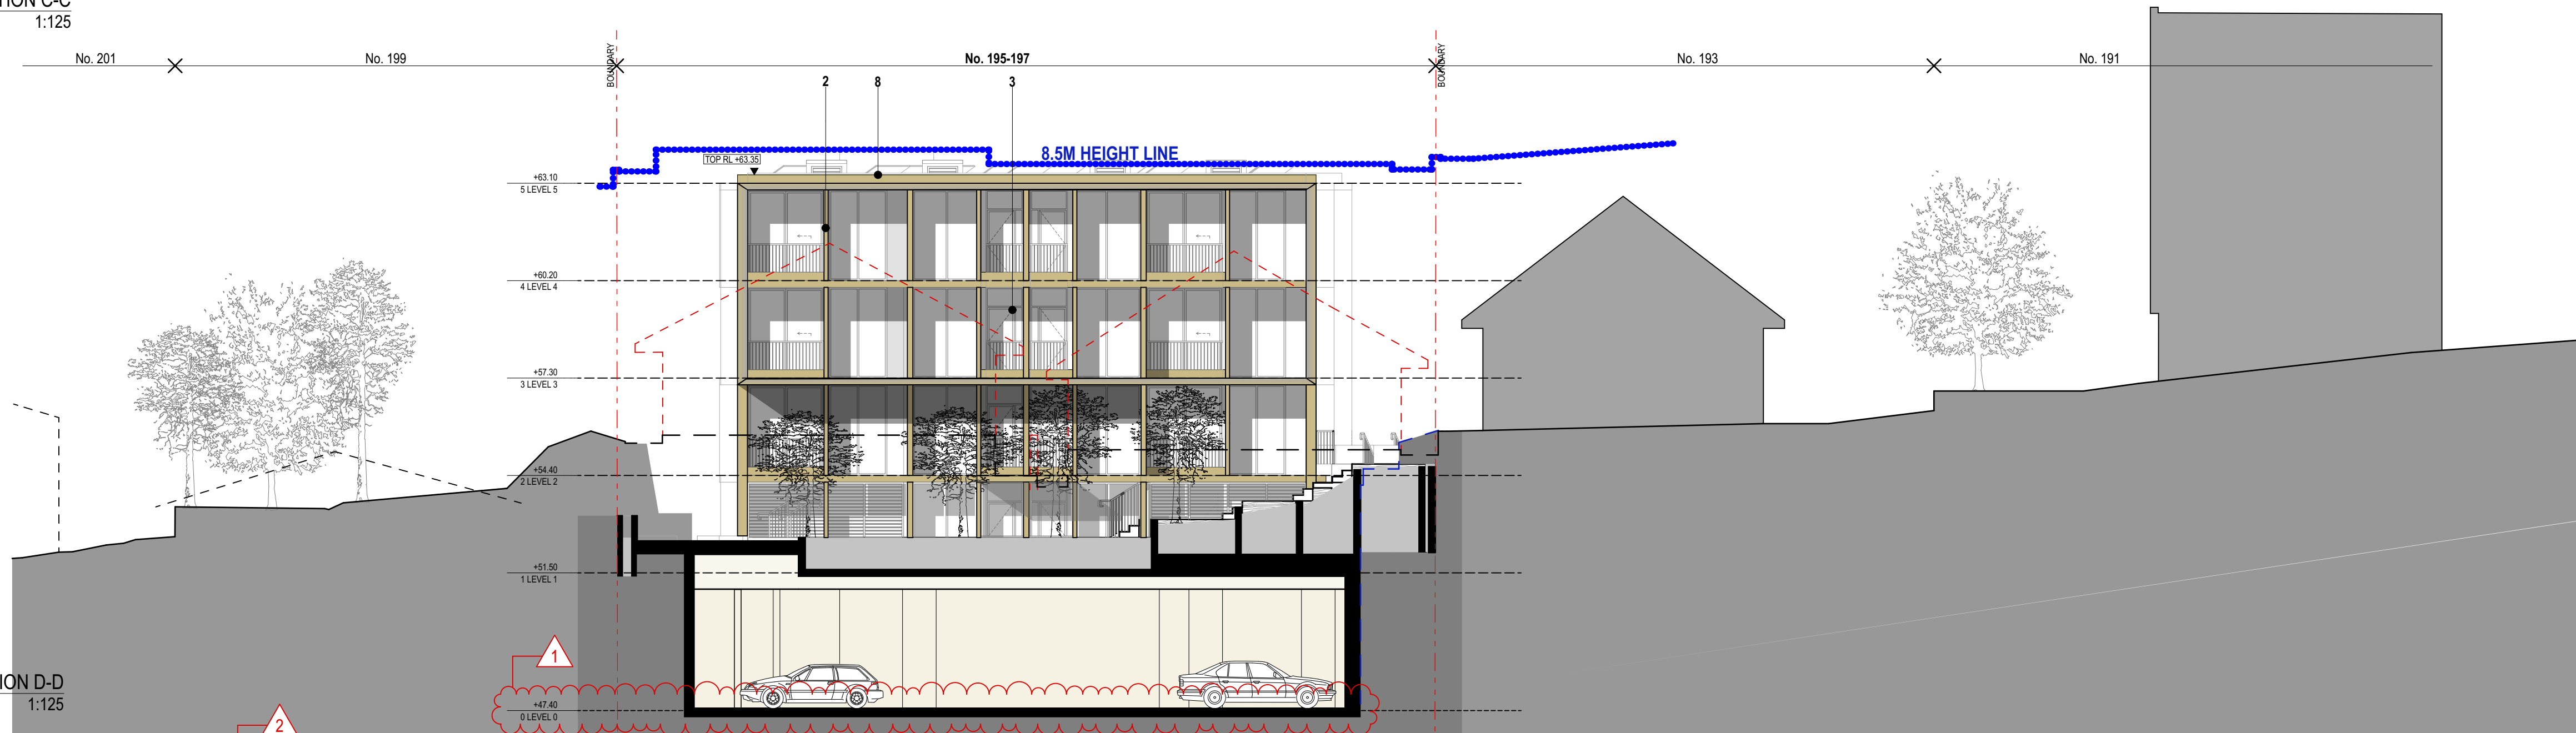 TION C-C
1:125
No. 201
No. 199
BOUNDARY
No. 195-197
BOUNDARY
No. 193
No. 191
2
8
3
8.5M HEIGHT LINE
TOP RL +63.35
+63.10
5 LEVEL 5
+60.20
4 LEVEL 4
+57.30
3 LEVEL 3
+54.40
2 LEVEL 2
+51.50
1 LEVEL 1
1
ION D-D
1:125
+47.40
0 LEVEL 0
2